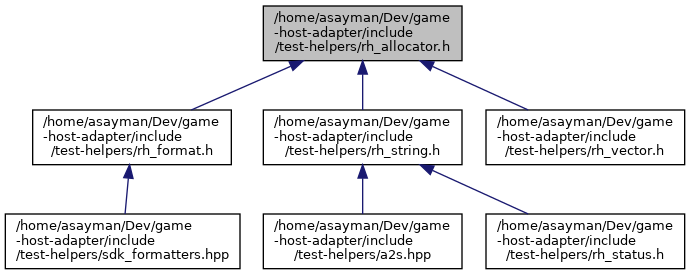 /home/asayman/Dev/game
-host-adapter/include
/test-helpers/rh_allocator.h
/home/asayman/Dev/game
-host-adapter/include
/test-helpers/rh_format.h
/home/asayman/Dev/game
-host-adapter/include
/test-helpers/rh_string.h
/home/asayman/Dev/game
-host-adapter/include
/test-helpers/rh_vector.h
/home/asayman/Dev/game
-host-adapter/include
/test-helpers/sdk_formatters.hpp
/home/asayman/Dev/game
-host-adapter/include
/test-helpers/a2s.hpp
/home/asayman/Dev/game
-host-adapter/include
/test-helpers/rh_status.h